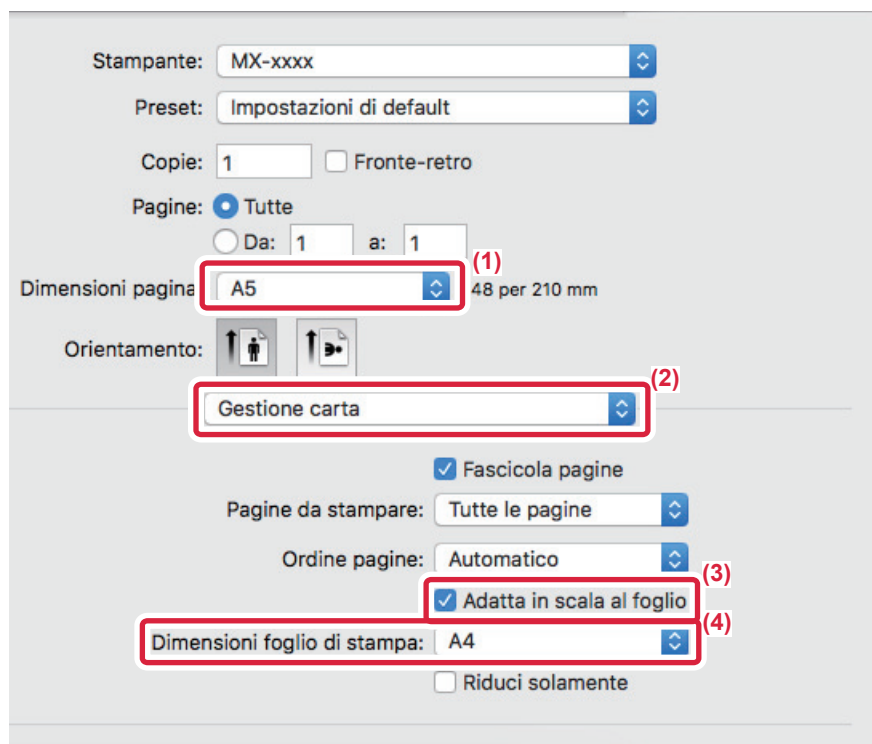 Stampante: MX-xxxx
Preset: Impostazioni di default
Copie: 1 Fronte-retro
Pagine: Tutte
Da: 1 a: 1
(1)
Dimensioni pagina A5 48 per 210 mm
Orientamento:
(2)
Gestione carta
Fascicola pagine
Pagine da stampare: Tutte le pagine
Ordine pagine: Automatico
(3)
Adatta in scala al foglio
(4)
Dimensioni foglio di stampa: A4
Riduci solamente